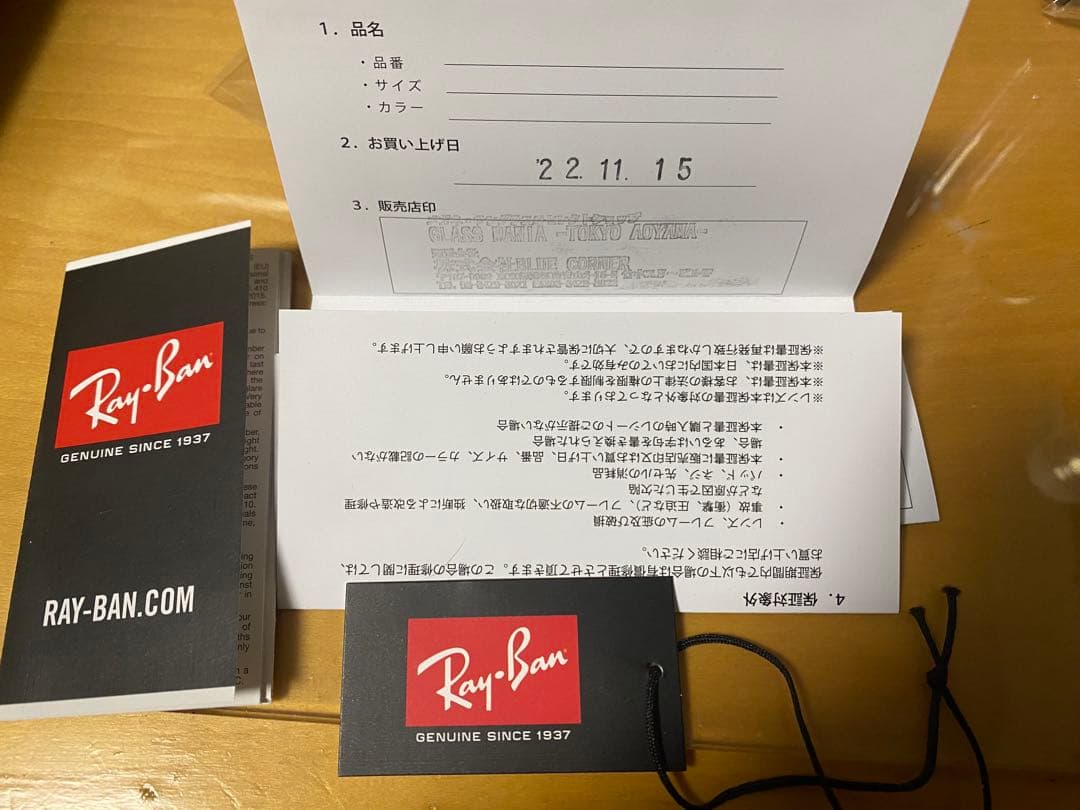 1. 品名
・品番
・サイズ
・カラー
2. お買い上げ日
'22.11.15
3. 販売店印
GLASS MANIA -TOKYO AOYAMA-
BLUE CORNER
4. 保証対象外
保証期間内でも以下の場合は有償修理とさせて頂きます。この場合の修理に関しては、
お買い上げ店にご相談ください。
・ レンズ、フレームの症及び破損
・ 事故（衝撃、圧迫など）、フレームの不適切な取扱い、独断による改造や修理
などが原因で生じた欠陥
・ パッド、ネジ、先セルの消耗品
・ 本保証書に販売店印又はお買い上げ日、品番、サイズ、カラーの記載がない
場合、あるいは字句を書き換えられた場合
・ 本保証書と購入時のレシートのご提示がない場合
※レンズは本保証書の対象外となっております。
※本保証書は、お客様の法律上の権限を制限するものではありません。
※本保証書は、日本国内においてのみ有効です。
※保証書は再発行致しかねますので、大切に保管されますようお願い申し上げます。
Ray-Ban
GENUINE SINCE 1937
RAY-BAN.COM
Ray-Ban
GENUINE SINCE 1937